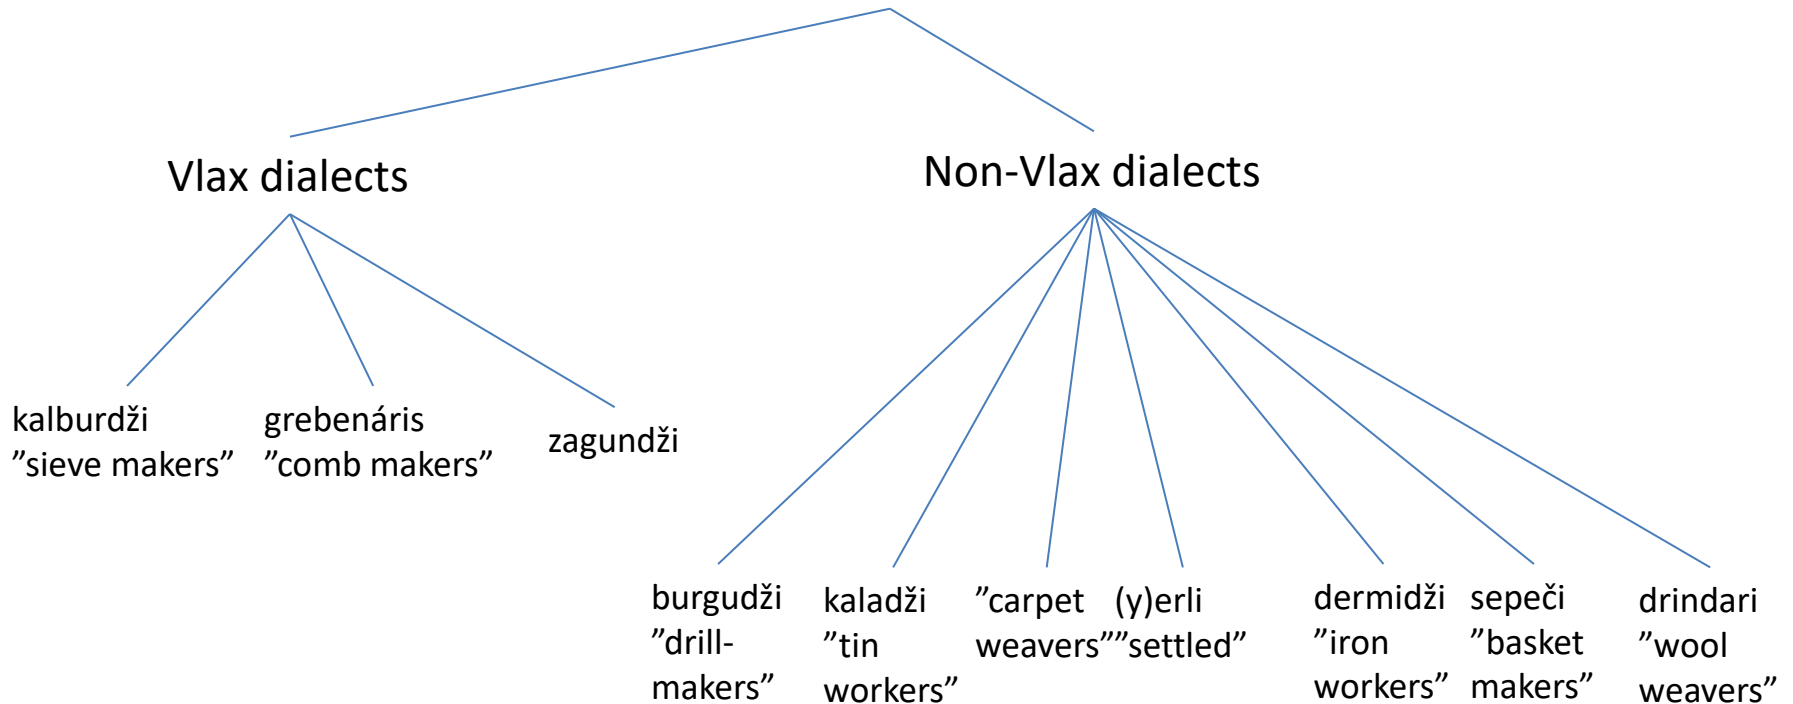 Vlax dialects
Non-Vlax dialects
kalburdži
”sieve makers”
grebenáris
”comb makers”
zagundži
burgudži
”drill-
makers”
kaladži
”tin
workers”
”carpet
weavers”
(y)erli
”settled”
dermidži
”iron
workers”
sepeči
”basket
makers”
drindari
”wool
weavers”